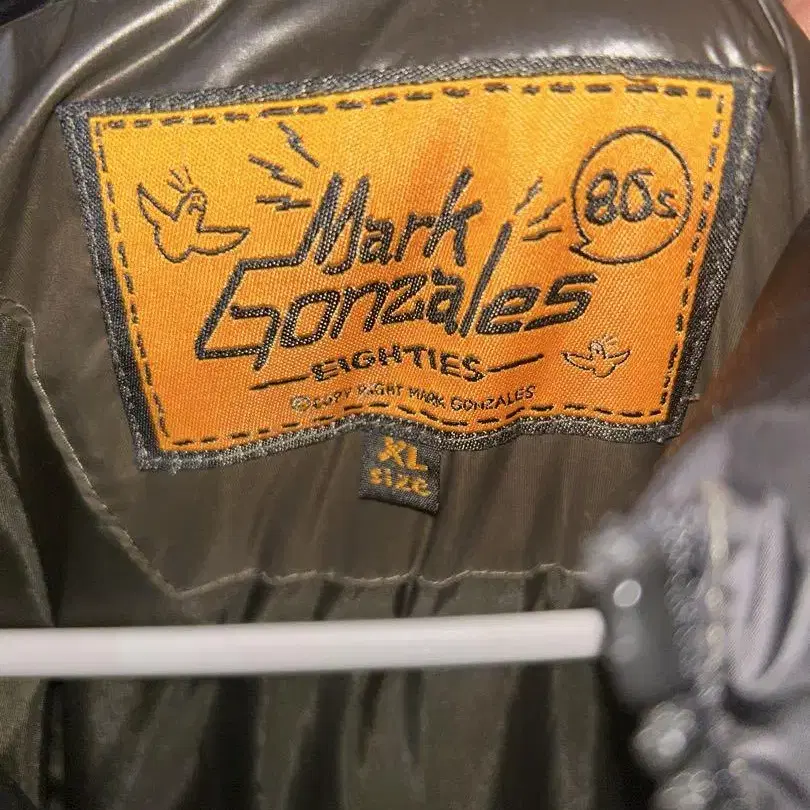 80s
Mark
Gonzales
EIGHTIES
©COPY RIGHT MARK GONZALES
XL
SIZE